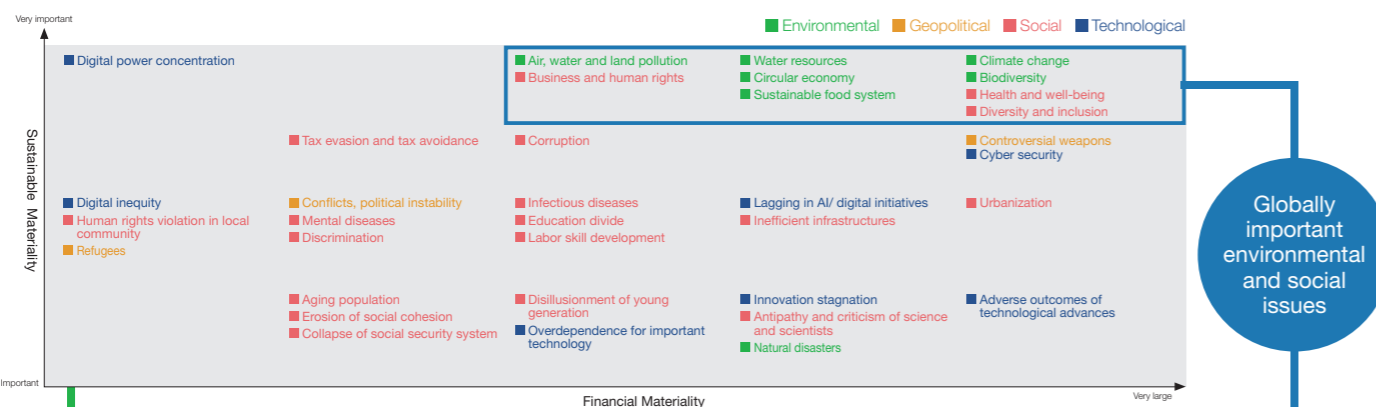 Very important
Environmental Geopolitical Social Technological
Digital power concentration
Air, water and land pollution
Business and human rights
Water resources
Circular economy
Sustainable food system
Climate change
Biodiversity
Health and well-being
Diversity and inclusion
Tax evasion and tax avoidance
Corruption
Controversial weapons
Cyber security
Sustainable Materiality
Digital inequity
Human rights violation in local
community
Refugees
Conflicts, political instability
Mental diseases
Discrimination
Infectious diseases
Education divide
Labor skill development
Lagging in AI/ digital initiatives
Inefficient infrastructures
Urbanization
Globally
important
environmental
and social
issues
Aging population
Erosion of social cohesion
Collapse of social security system
Disillusionment of young
generation
Overdependence for important
technology
Innovation stagnation
Antipathy and criticism of science
and scientists
Natural disasters
Adverse outcomes of
technological advances
Important
Financial Materiality
Very large